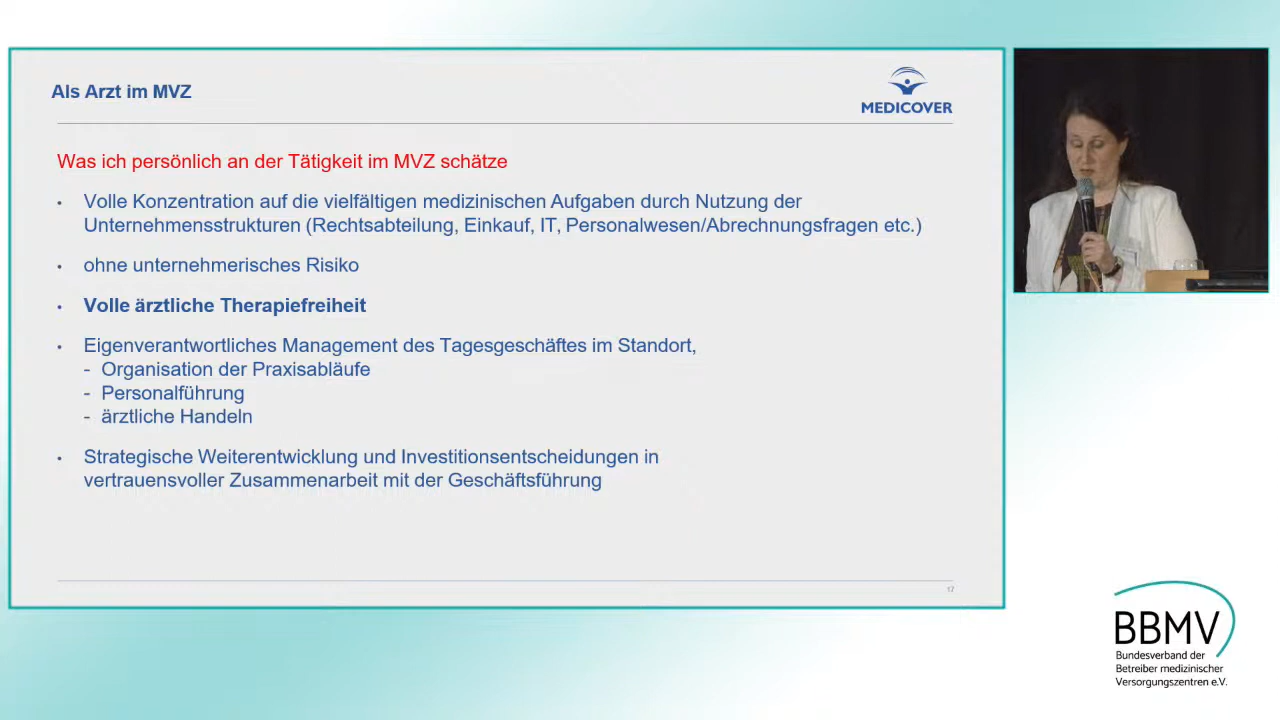 Als Arzt im MVZ
MEDICOVER
Was ich persönlich an der Tätigkeit im MVZ schätze
• Volle Konzentration auf die vielfältigen medizinischen Aufgaben durch Nutzung der
Unternehmensstrukturen (Rechtsabteilung, Einkauf, IT, Personalwesen/Abrechnungsfragen etc.)
• ohne unternehmerisches Risiko
• Volle ärztliche Therapiefreiheit
• Eigenverantwortliches Management des Tagesgeschäftes im Standort,
- Organisation der Praxisabläufe
- Personalführung
- ärztliche Handeln
• Strategische Weiterentwicklung und Investitionsentscheidungen in
vertrauensvoller Zusammenarbeit mit der Geschäftsführung
17
BBMV
Bundesverband der
Betreiber medizinischer
Versorgungszentren e.V.